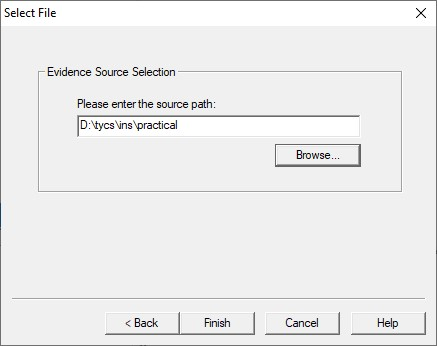 Select File
Evidence Source Selection
Please enter the source path:
D:\tycs\ins\practical
Browse...
< Back
Finish
Cancel
Help